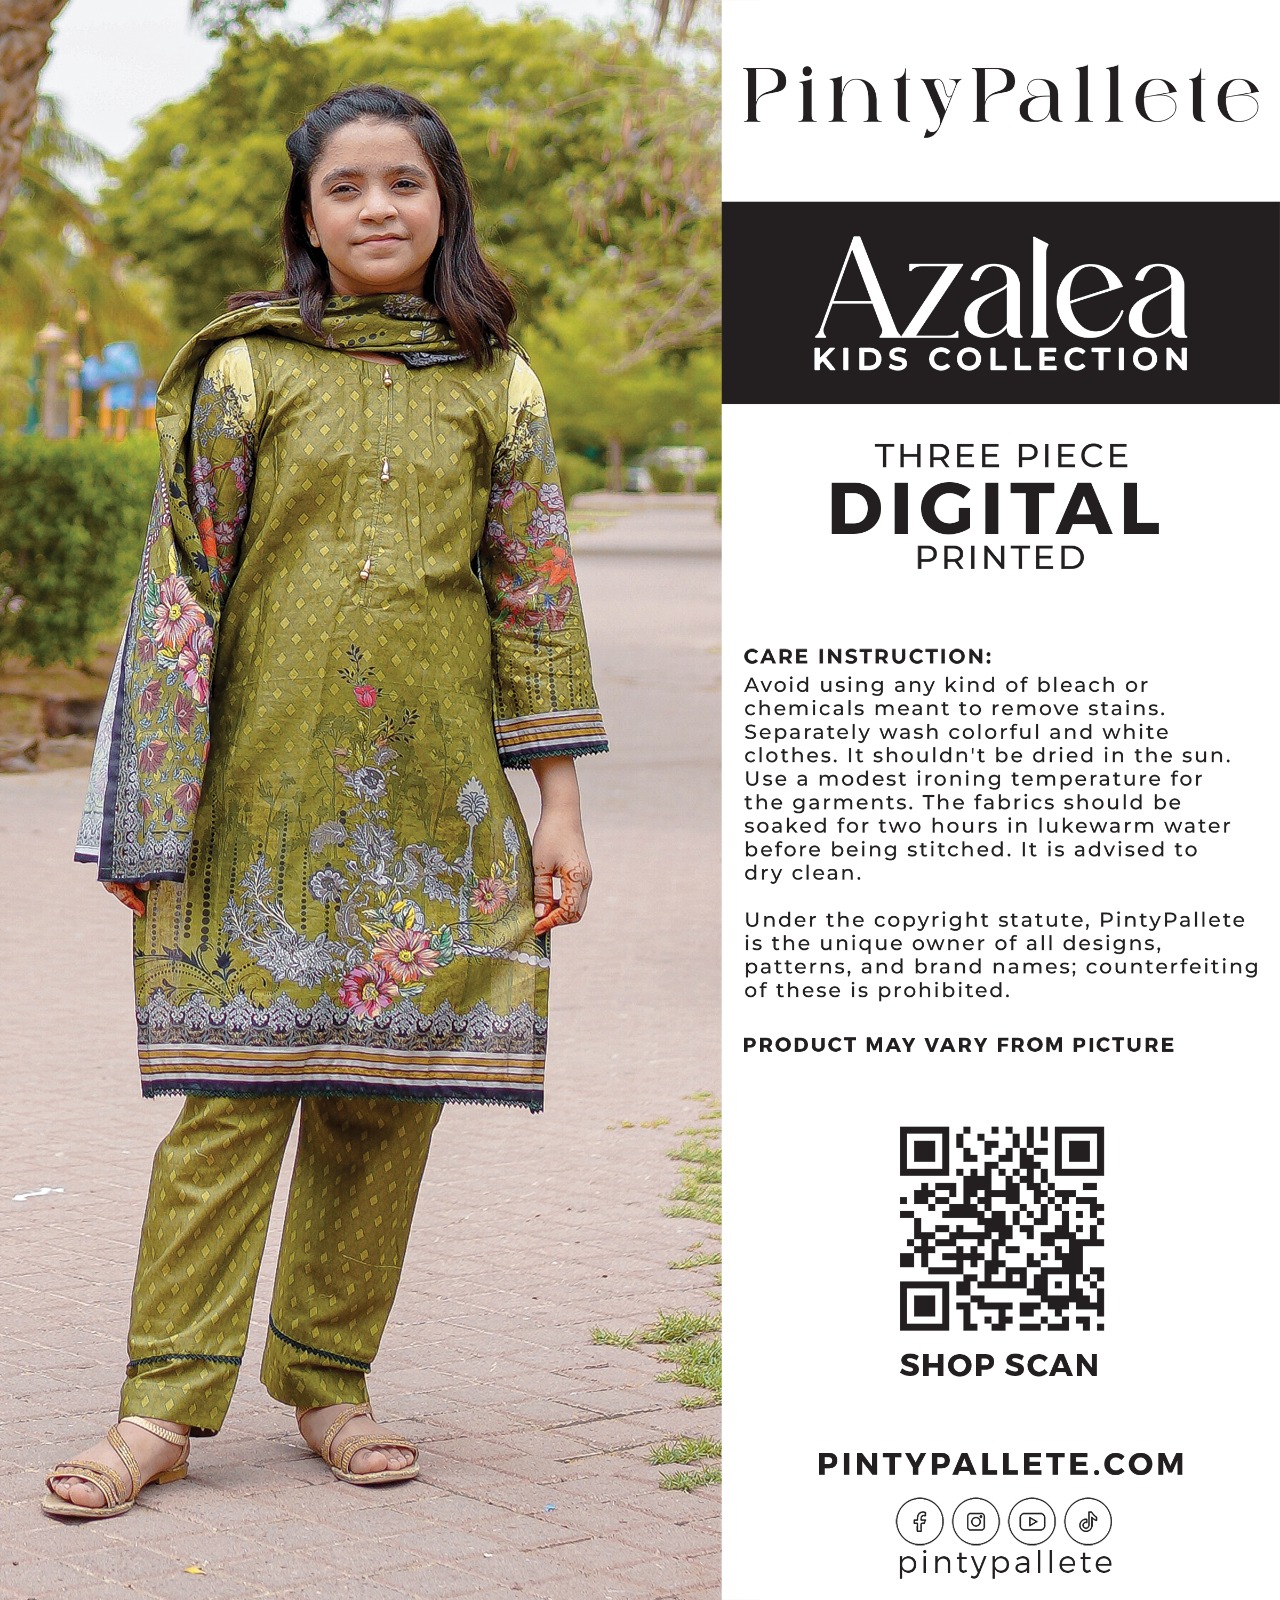 PintyPallete
Azalea
KIDS COLLECTION
THREE PIECE
DIGITAL
PRINTED
CARE INSTRUCTION:
Avoid using any kind of bleach or
chemicals meant to remove stains.
Separately wash colorful and white
clothes. It shouldn't be dried in the sun.
Use a modest ironing temperature for
the garments. The fabrics should be
soaked for two hours in lukewarm water
before being stitched. It is advised to
dry clean.
Under the copyright statute, PintyPallete
is the unique owner of all designs,
patterns, and brand names; counterfeiting
of these is prohibited.
PRODUCT MAY VARY FROM PICTURE
SHOP SCAN
PINTYPALLETE.COM
pintypallete